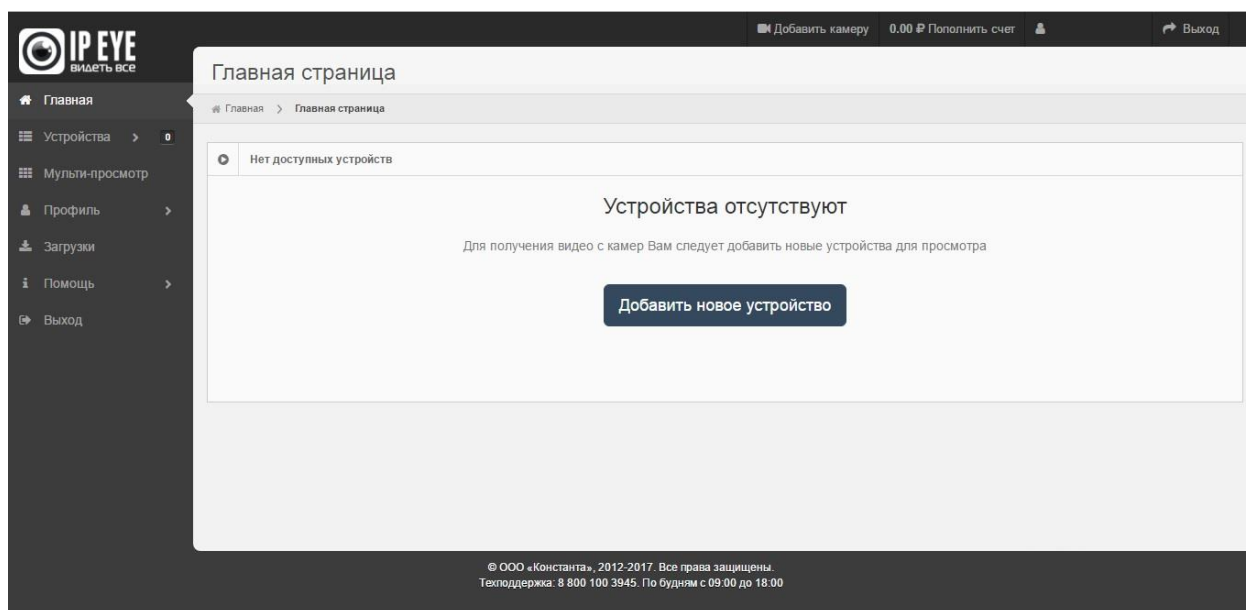 IP EYE
видеть все
Добавить камеру 0.00 ₽ Пополнить счет Выход
Главная
Устройства 0
Мульти-просмотр
Профиль
Загрузки
Помощь
Выход
Главная страница
Главная > Главная страница
Нет доступных устройств
Устройства отсутствуют
Для получения видео с камер Вам следует добавить новые устройства для просмотра
Добавить новое устройство
© ООО «Константа», 2012-2017. Все права защищены.
Техподдержка: 8 800 100 3945. По будням с 09:00 до 18:00